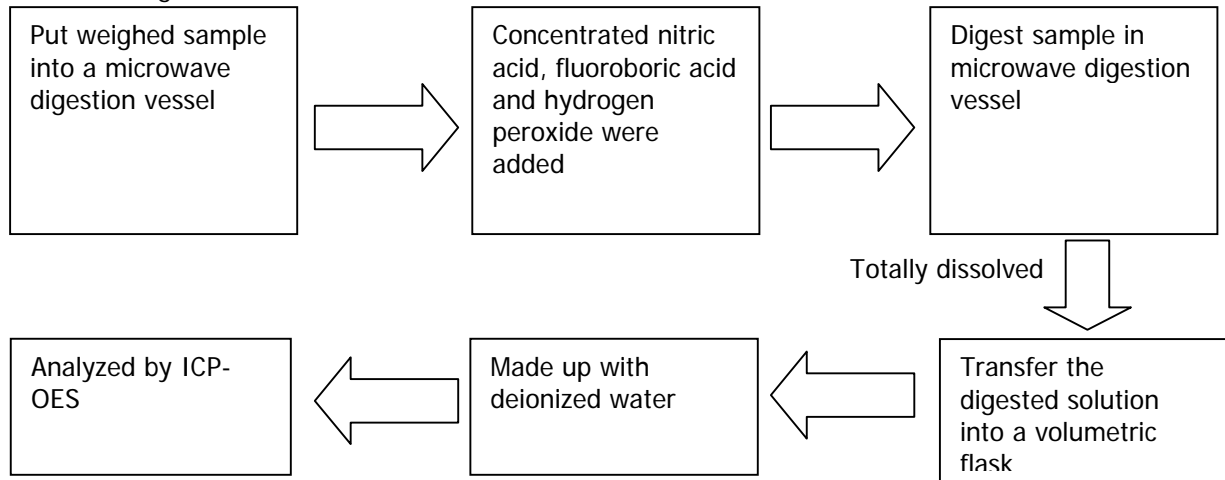 Put weighed sample
into a microwave
digestion vessel
Concentrated nitric
acid, fluoroboric acid
and hydrogen
peroxide were
added
Digest sample in
microwave digestion
vessel
Totally dissolved
Transfer the
digested solution
into a volumetric
flask
Made up with
deionized water
Analyzed by ICP-
OES